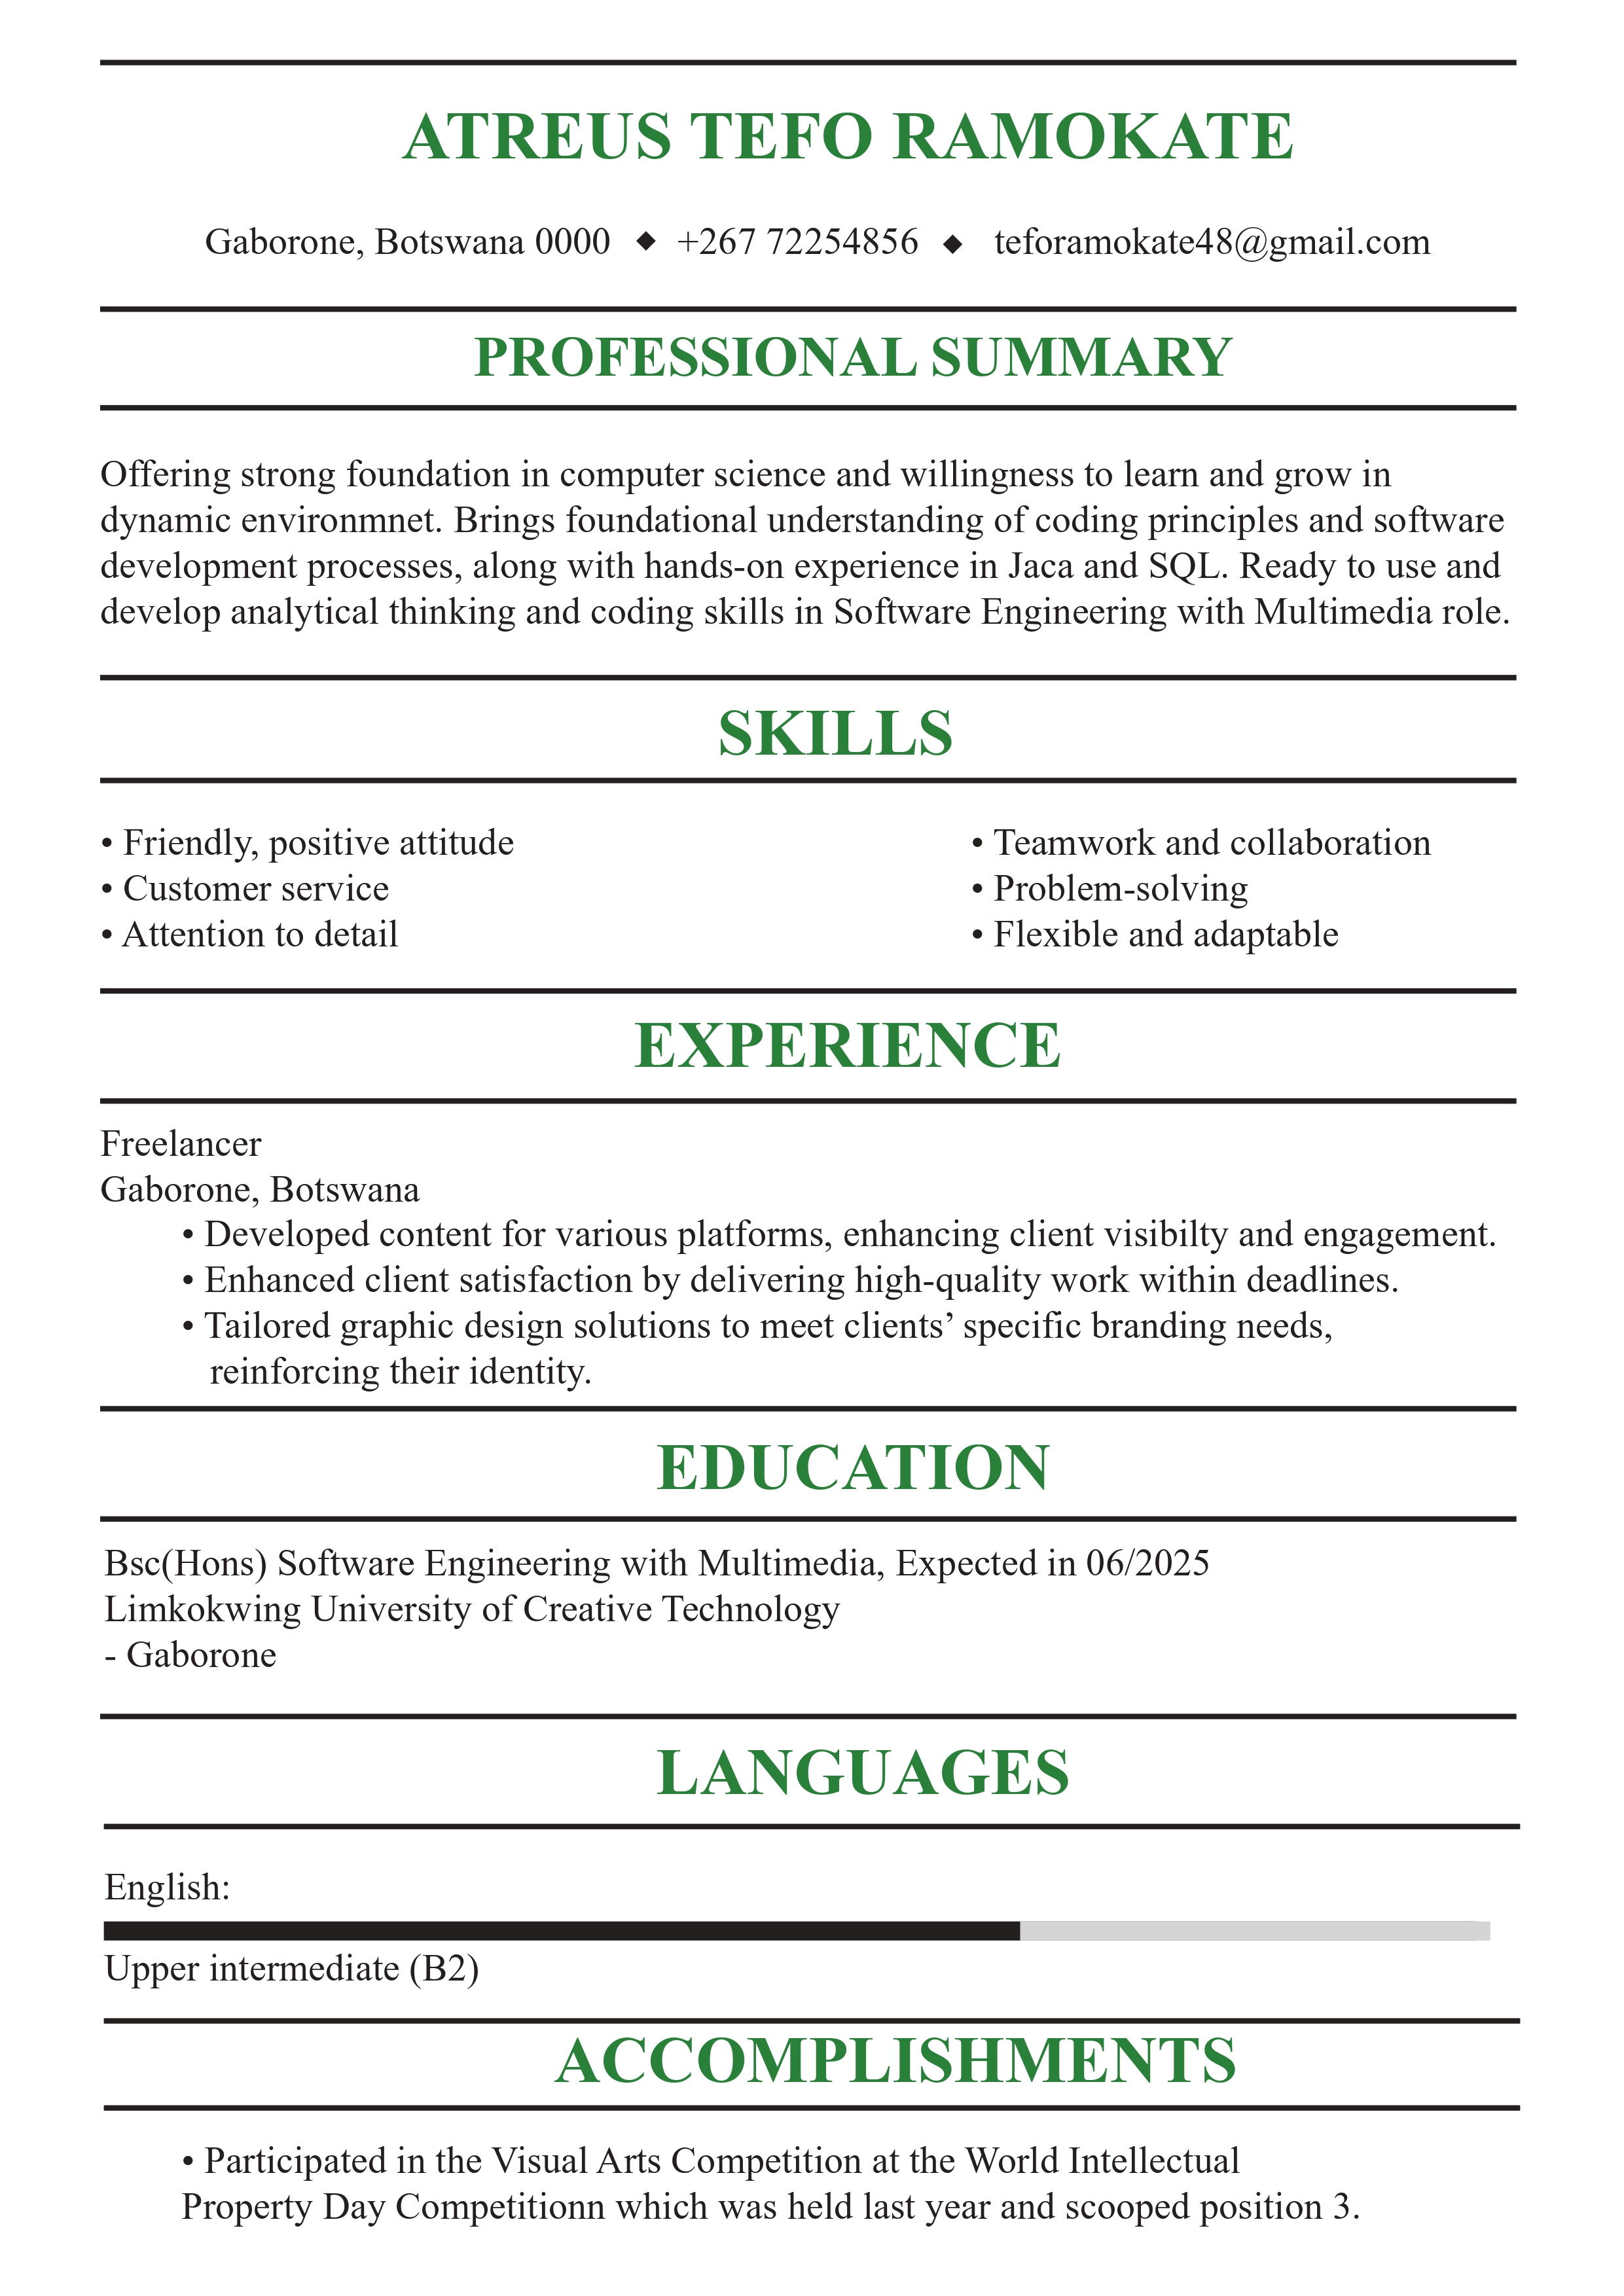 ATREUS TEFO RAMOKATE
Gaborone, Botswana 0000 ◆ +267 72254856 ◆ teforamokate48@gmail.com
PROFESSIONAL SUMMARY
Offering strong foundation in computer science and willingness to learn and grow in
dynamic environmnet. Brings foundational understanding of coding principles and software
development processes, along with hands-on experience in Jaca and SQL. Ready to use and
develop analytical thinking and coding skills in Software Engineering with Multimedia role.
SKILLS
• Friendly, positive attitude
• Customer service
• Attention to detail
• Teamwork and collaboration
• Problem-solving
• Flexible and adaptable
EXPERIENCE
Freelancer
Gaborone, Botswana
• Developed content for various platforms, enhancing client visibilty and engagement.
• Enhanced client satisfaction by delivering high-quality work within deadlines.
• Tailored graphic design solutions to meet clients’ specific branding needs,
reinforcing their identity.
EDUCATION
Bsc(Hons) Software Engineering with Multimedia, Expected in 06/2025
Limkokwing University of Creative Technology
- Gaborone
LANGUAGES
English:
Upper intermediate (B2)
ACCOMPLISHMENTS
• Participated in the Visual Arts Competition at the World Intellectual
Property Day Competitionn which was held last year and scooped position 3.